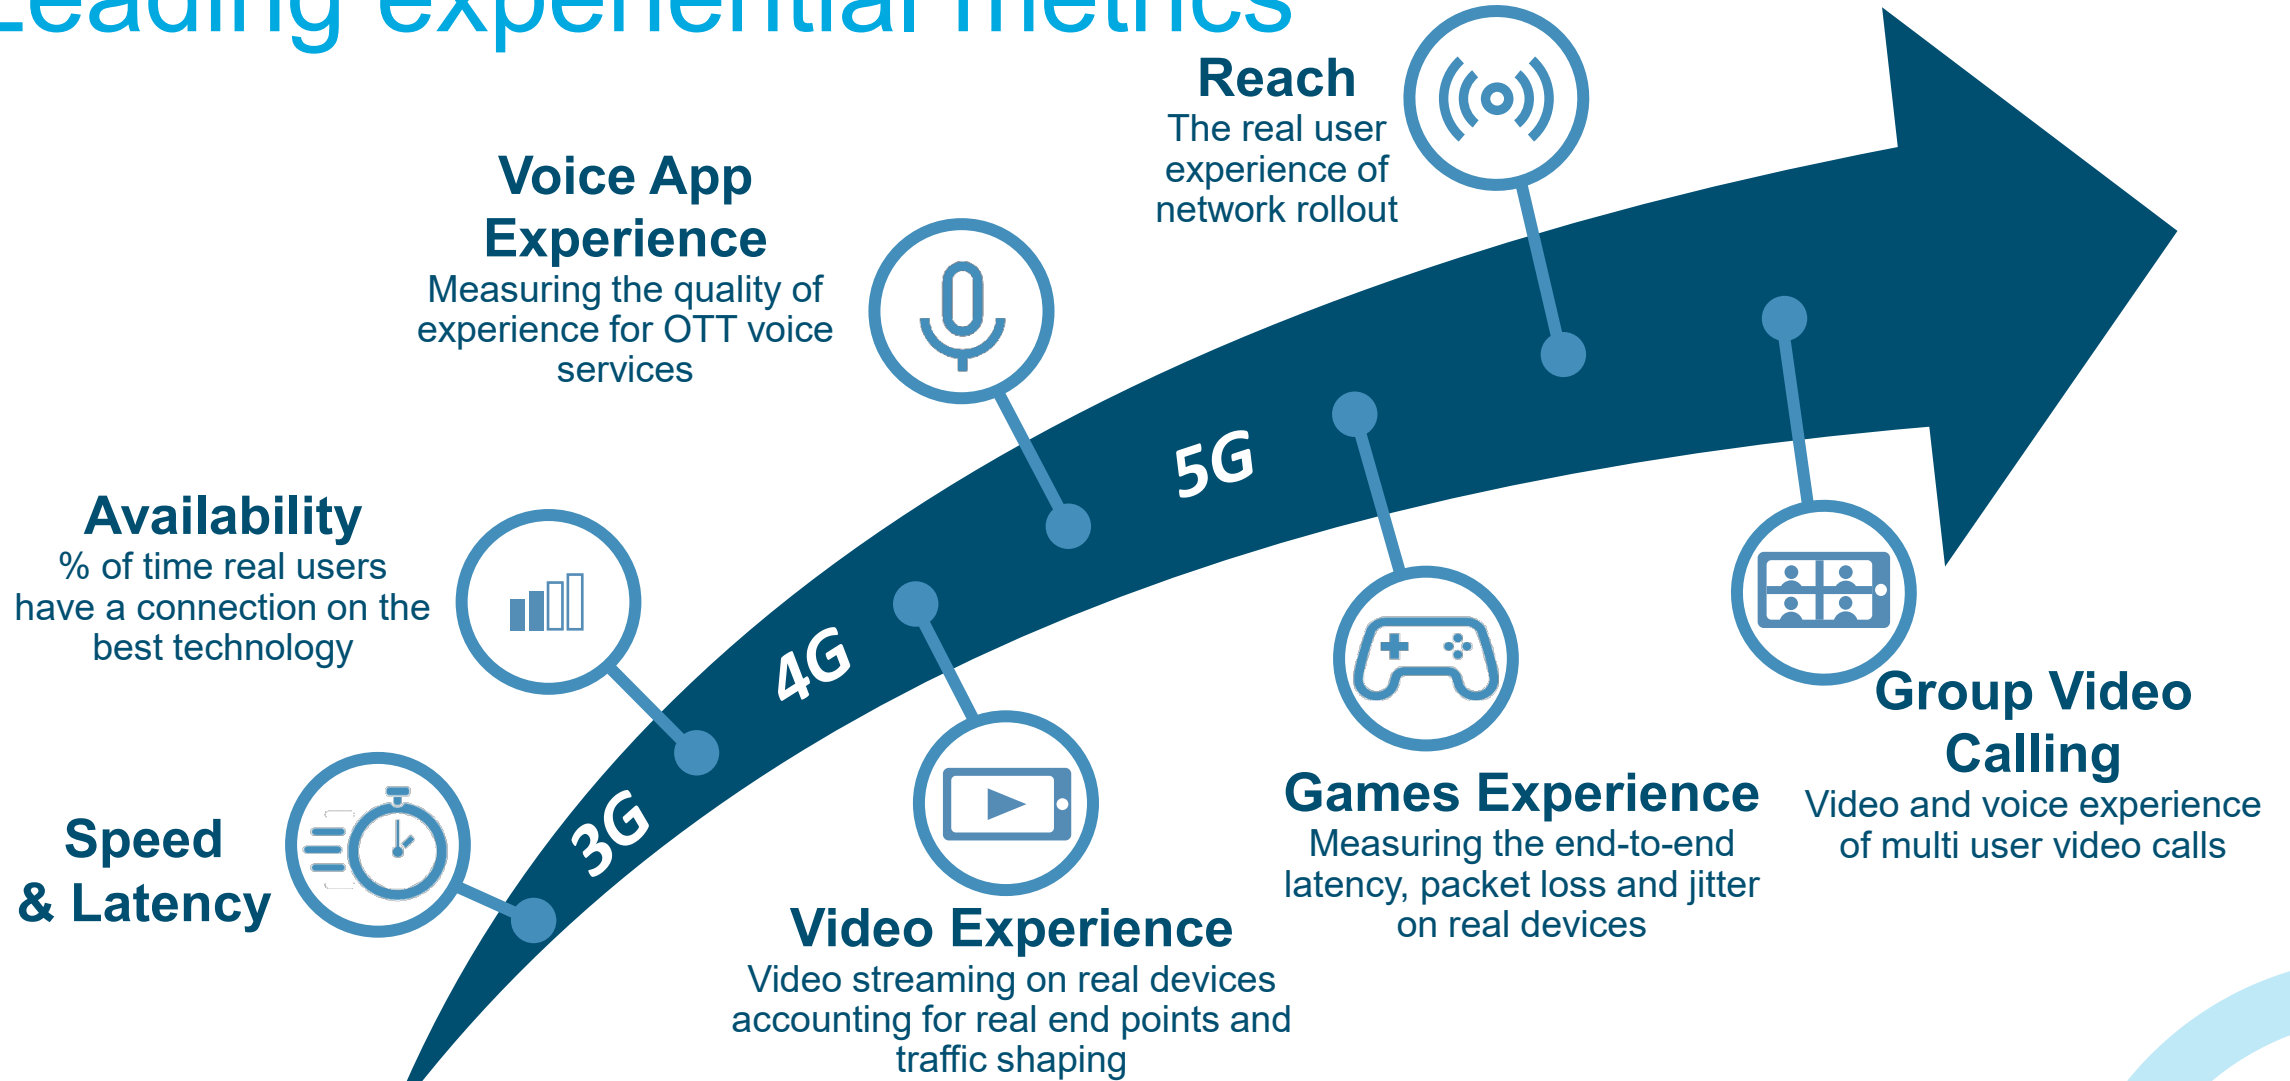 Leading experiential metrics
Reach
The real user
experience of
network rollout
Voice App
Experience
Measuring the quality of
experience for OTT voice
services
5G
Availability
% of time real users
have a connection on the
best technology
4G
Group Video
Calling
Video and voice experience
of multi user video calls
Games Experience
Measuring the end-to-end
latency, packet loss and jitter
on real devices
3G
Speed
& Latency
Video Experience
Video streaming on real devices
accounting for real end points and
traffic shaping